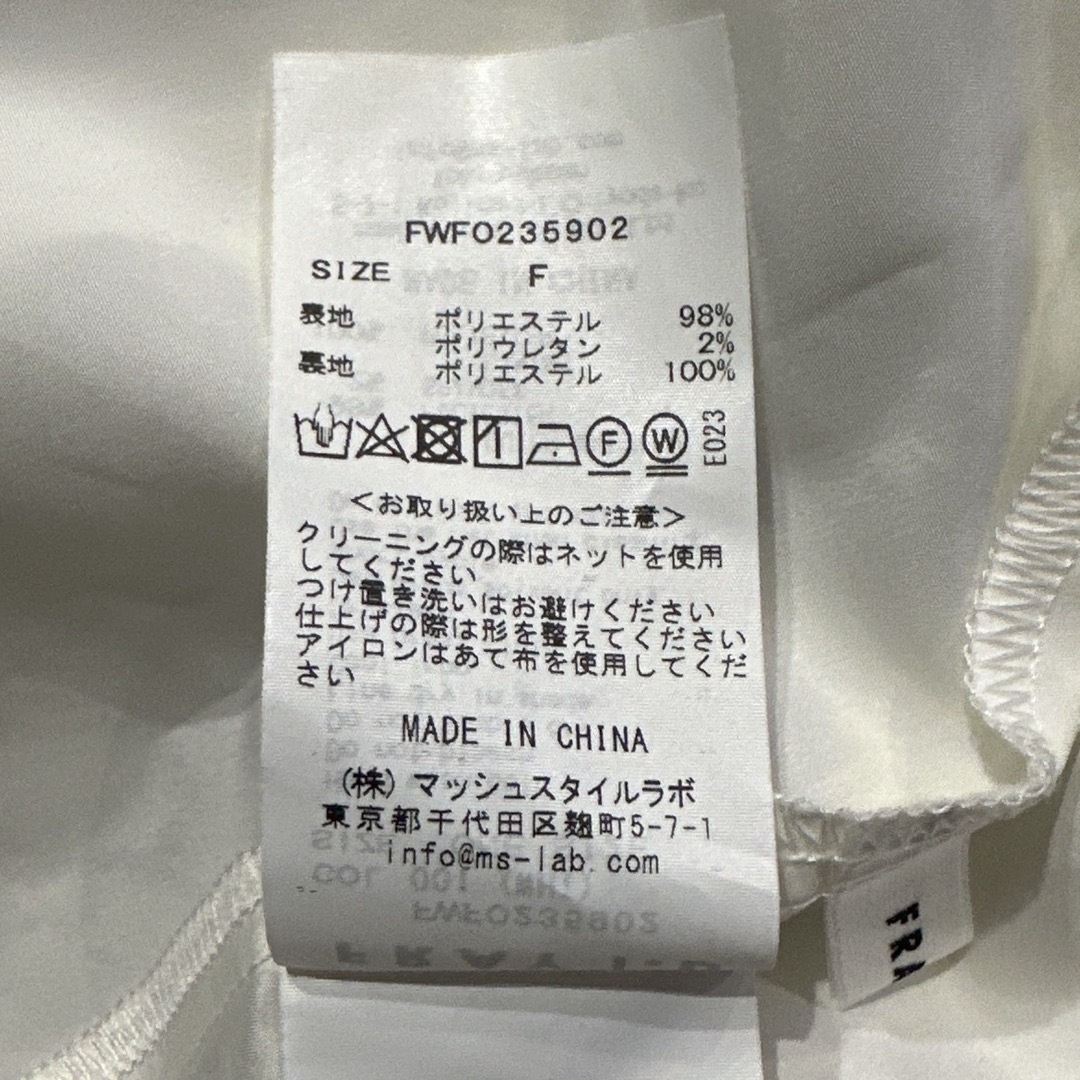 FWFO235902
SIZE F
表地 ポリエステル 98%
ポリウレタン 2%
裏地 ポリエステル 100%
F W E023
<お取り扱い上のご注意>
クリーニングの際はネットを使用
してください
つけ置き洗いはお避けください
仕上げの際は形を整えてください
アイロンはあて布を使用してくだ
さい
MADE IN CHINA
(株)マッシュスタイルラボ
東京都千代田区麹町5-7-1
info@ms-lab.com
FRA